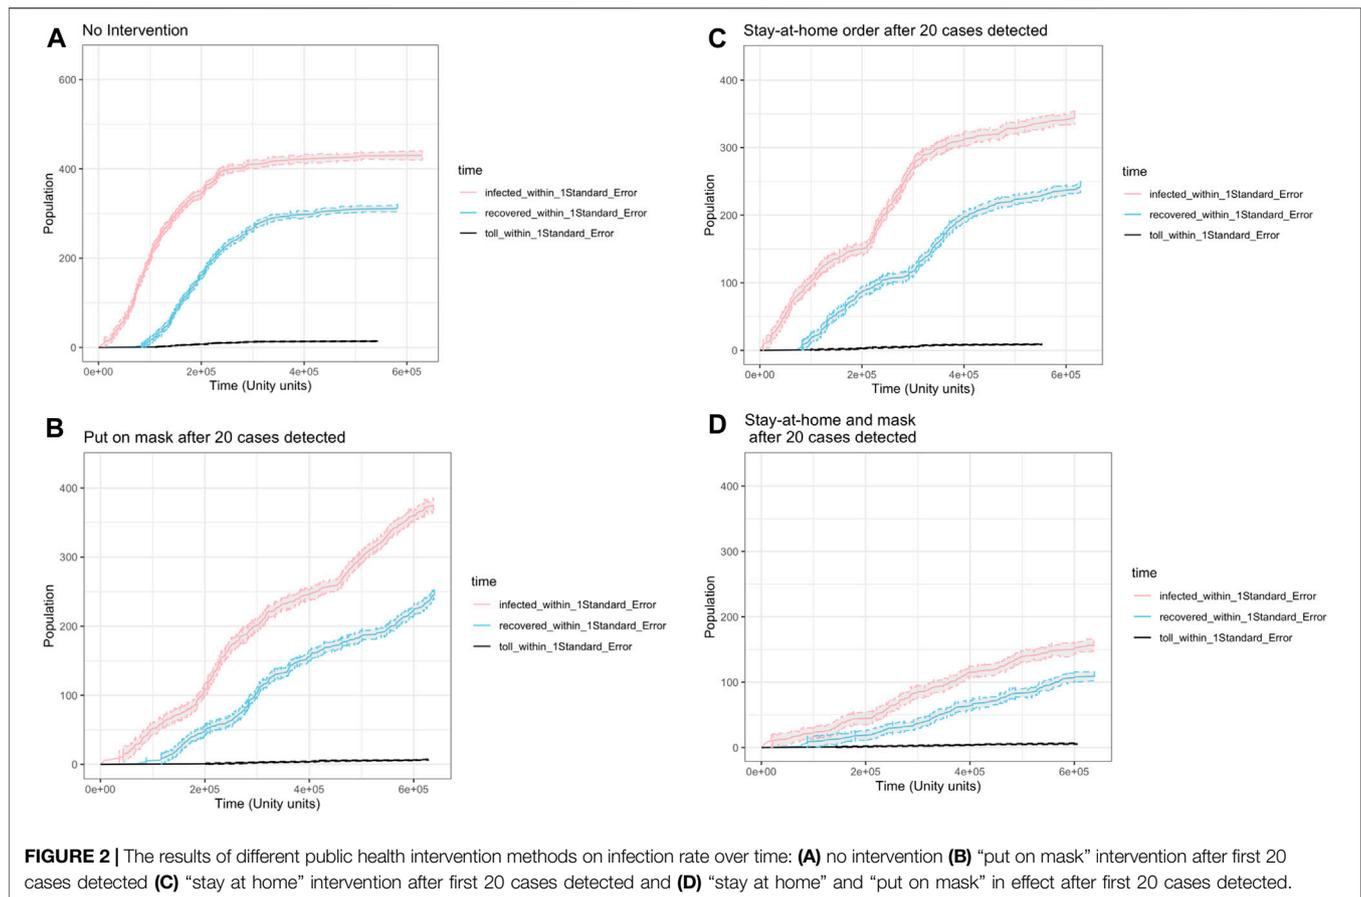 A
No Intervention
600
400
200
0
Population
0e+00 2e+05 4e+05 6e+05
Time (Unity units)
time
infected_within_1Standard_Error
recovered_within_1Standard_Error
toll_within_1Standard_Error
B
Put on mask after 20 cases detected
400
300
200
100
0
Population
0e+00 2e+05 4e+05 6e+05
Time (Unity units)
time
infected_within_1Standard_Error
recovered_within_1Standard_Error
toll_within_1Standard_Error
C
Stay-at-home order after 20 cases detected
400
300
200
100
0
Population
0e+00 2e+05 4e+05 6e+05
Time (Unity units)
time
infected_within_1Standard_Error
recovered_within_1Standard_Error
toll_within_1Standard_Error
D
Stay-at-home and mask
after 20 cases detected
400
300
200
100
0
Population
0e+00 2e+05 4e+05 6e+05
Time (Unity units)
time
infected_within_1Standard_Error
recovered_within_1Standard_Error
toll_within_1Standard_Error
FIGURE 2 | The results of different public health intervention methods on infection rate over time: (A) no intervention (B) “put on mask” intervention after first 20
cases detected (C) “stay at home” intervention after first 20 cases detected and (D) “stay at home” and “put on mask” in effect after first 20 cases detected.